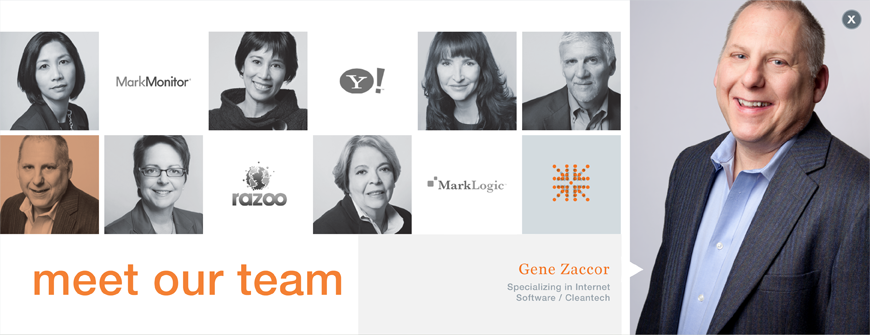 MarkMonitor
Y!
razoo
MarkLogic
meet our team
Gene Zaccor
Specializing in Internet
Software / Cleantech
X